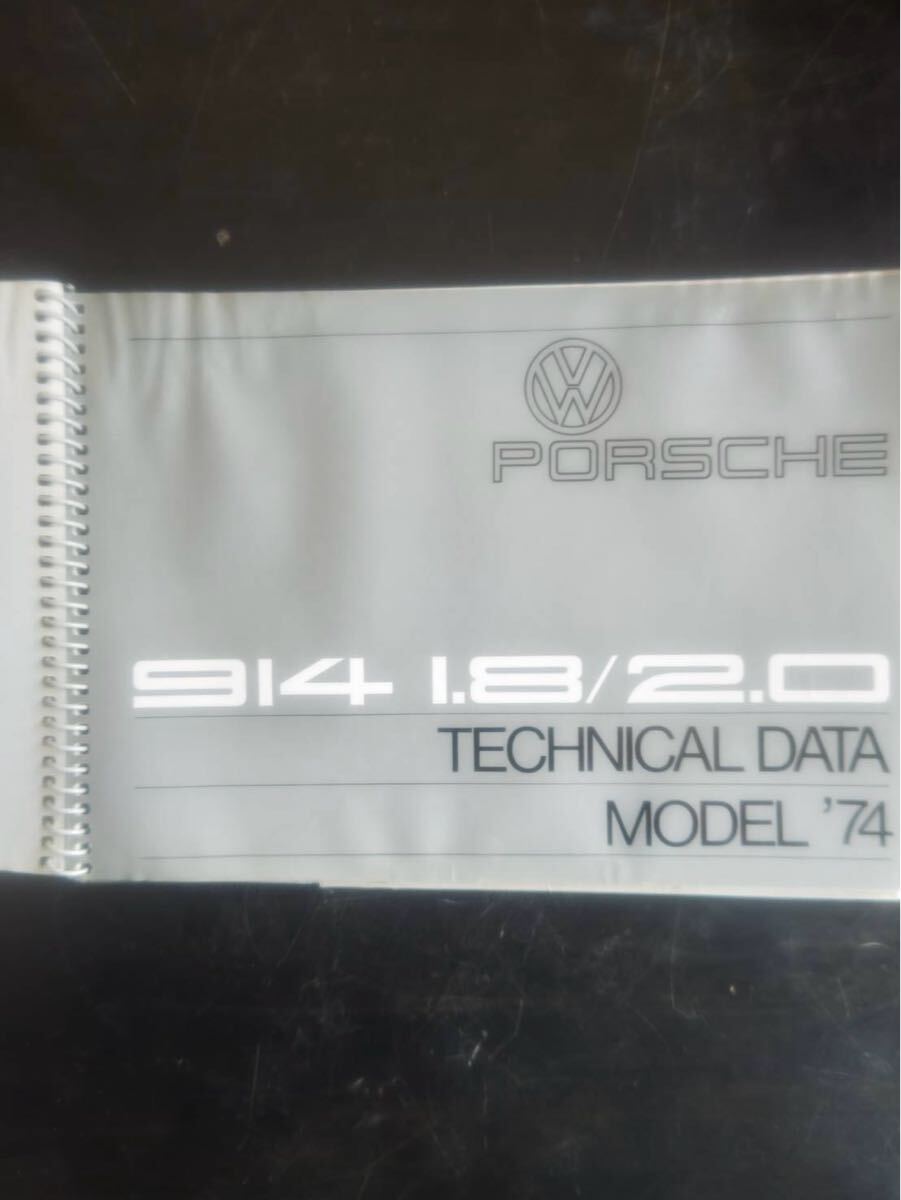 VW
PORSCHE
914 1.8/2.0
TECHNICAL DATA
MODEL '74